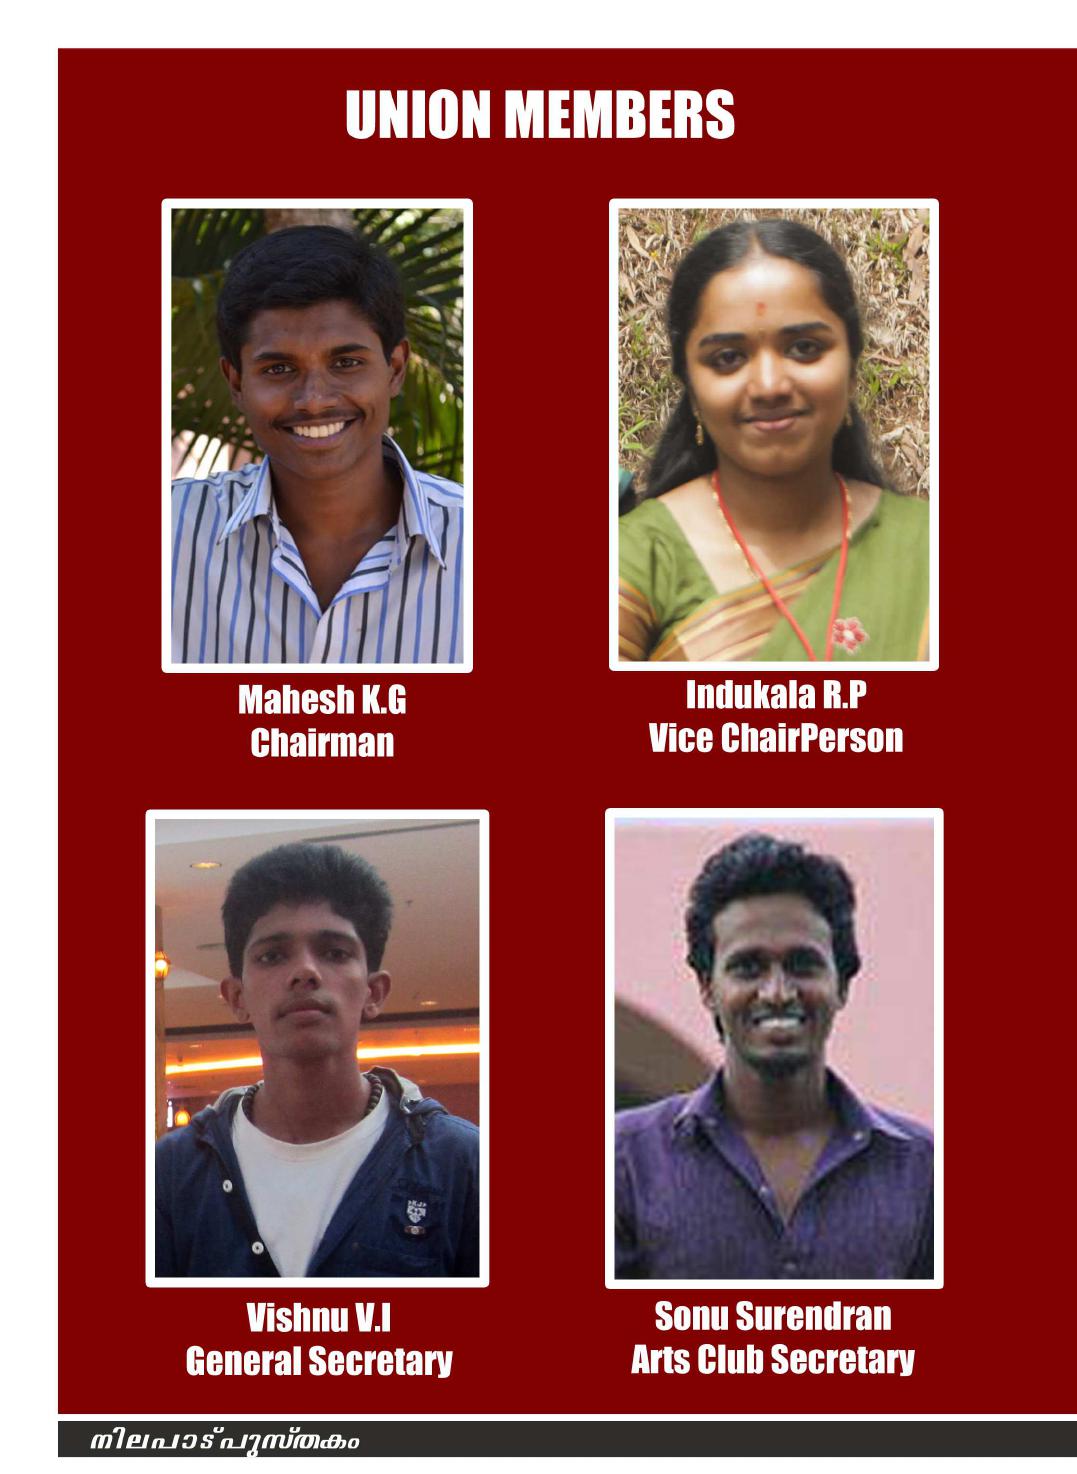 UNION MEMBERS
Mahesh K.G
Chairman
Indukala R.P
Vice ChairPerson
Vishnu V.I
General Secretary
Sonu Surendran
Arts Club Secretary
നിലപാട് പുസ്തകം